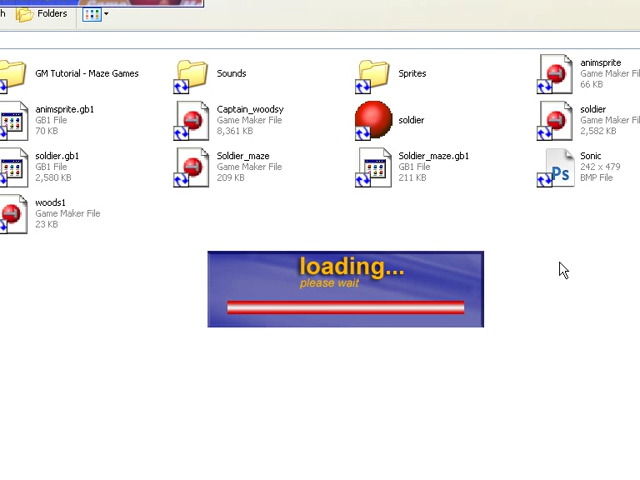 h
Folders
GM Tutorial - Maze Games
Sounds
Sprites
animsprite
Game Maker Fi
66 KB
animsprite.gb1
GB1 File
70 KB
Captain_woodsy
Game Maker File
8,361 KB
soldier
soldier
Game Maker Fi
2,582 KB
soldier.gb1
GB1 File
2,580 KB
Soldier_maze
Game Maker File
209 KB
Soldier_maze.gb1
GB1 File
211 KB
Ps
Sonic
242 x 479
BMP File
woods1
Game Maker File
23 KB
loading...
please wait